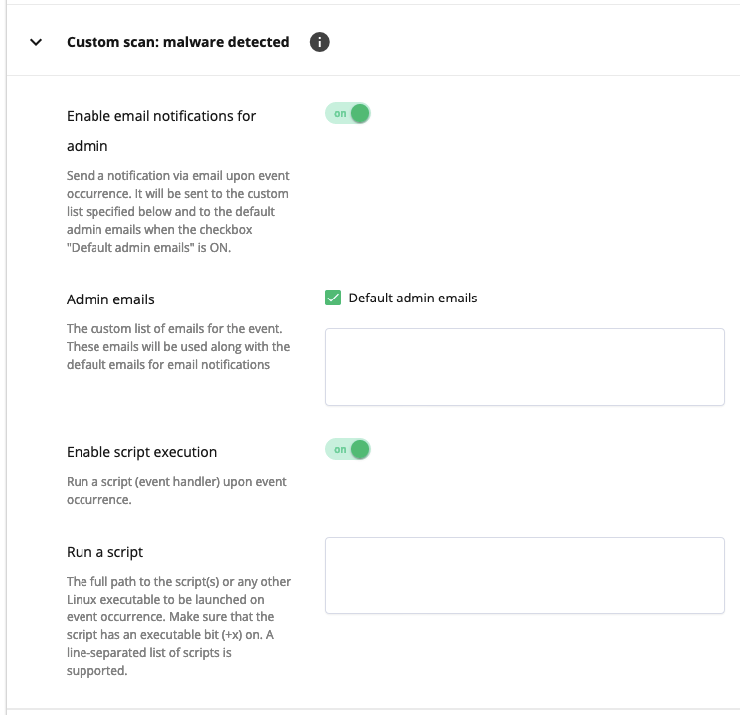 Custom scan: malware detected
Enable email notifications for
admin
on
Send a notification via email upon event
occurrence. It will be sent to the custom
list specified below and to the default
admin emails when the checkbox
"Default admin emails" is ON.
Admin emails
Default admin emails
The custom list of emails for the event.
These emails will be used along with the
default emails for email notifications
Enable script execution
on
Run a script (event handler) upon event
occurrence.
Run a script
The full path to the script(s) or any other
Linux executable to be launched on
event occurrence. Make sure that the
script has an executable bit (+x) on. A
line-separated list of scripts is
supported.